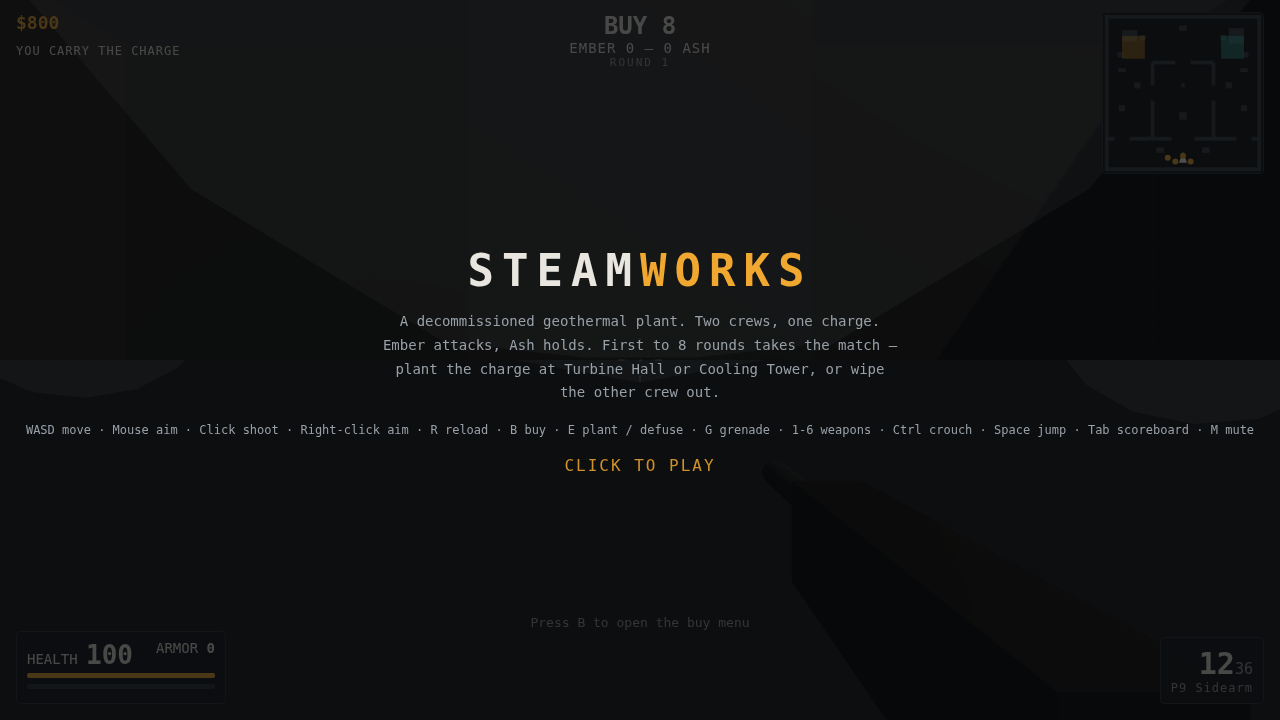 $800
YOU CARRY THE CHARGE
BUY 8
EMBER 0 — 0 ASH
ROUND 1
STEAMWORKS
A decommissioned geothermal plant. Two crews, one charge.
Ember attacks, Ash holds. First to 8 rounds takes the match —
plant the charge at Turbine Hall or Cooling Tower, or wipe
the other crew out.
WASD move · Mouse aim · Click shoot · Right-click aim · R reload · B buy · E plant / defuse · G grenade · 1-6 weapons · Ctrl crouch · Space jump · Tab scoreboard · M mute
CLICK TO PLAY
Press B to open the buy menu
HEALTH 100 ARMOR 0
12 36
P9 Sidearm